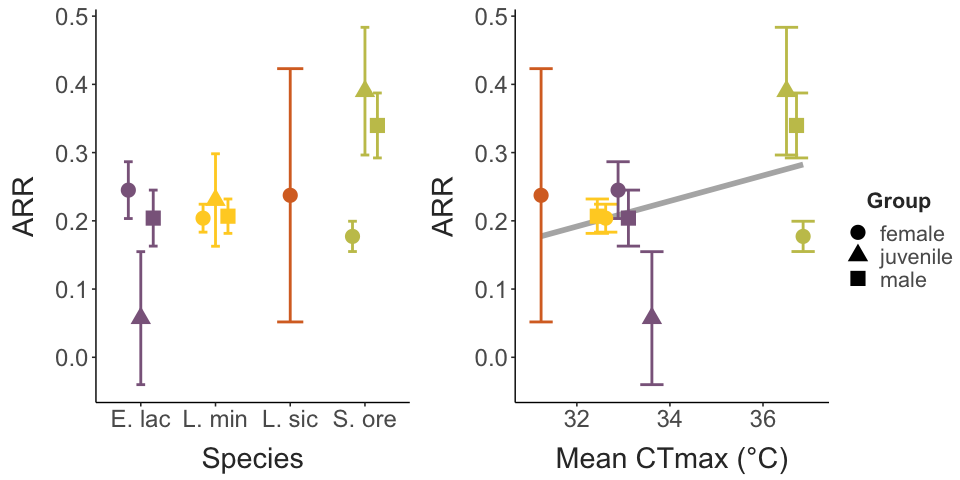 0.5
0.4
0.3
0.2
0.1
0.0
ARR
E. lac L. min L. sic S. ore
Species
0.5
0.4
0.3
0.2
0.1
0.0
ARR
32 34 36
Mean CTmax (°C)
Group
female
juvenile
male